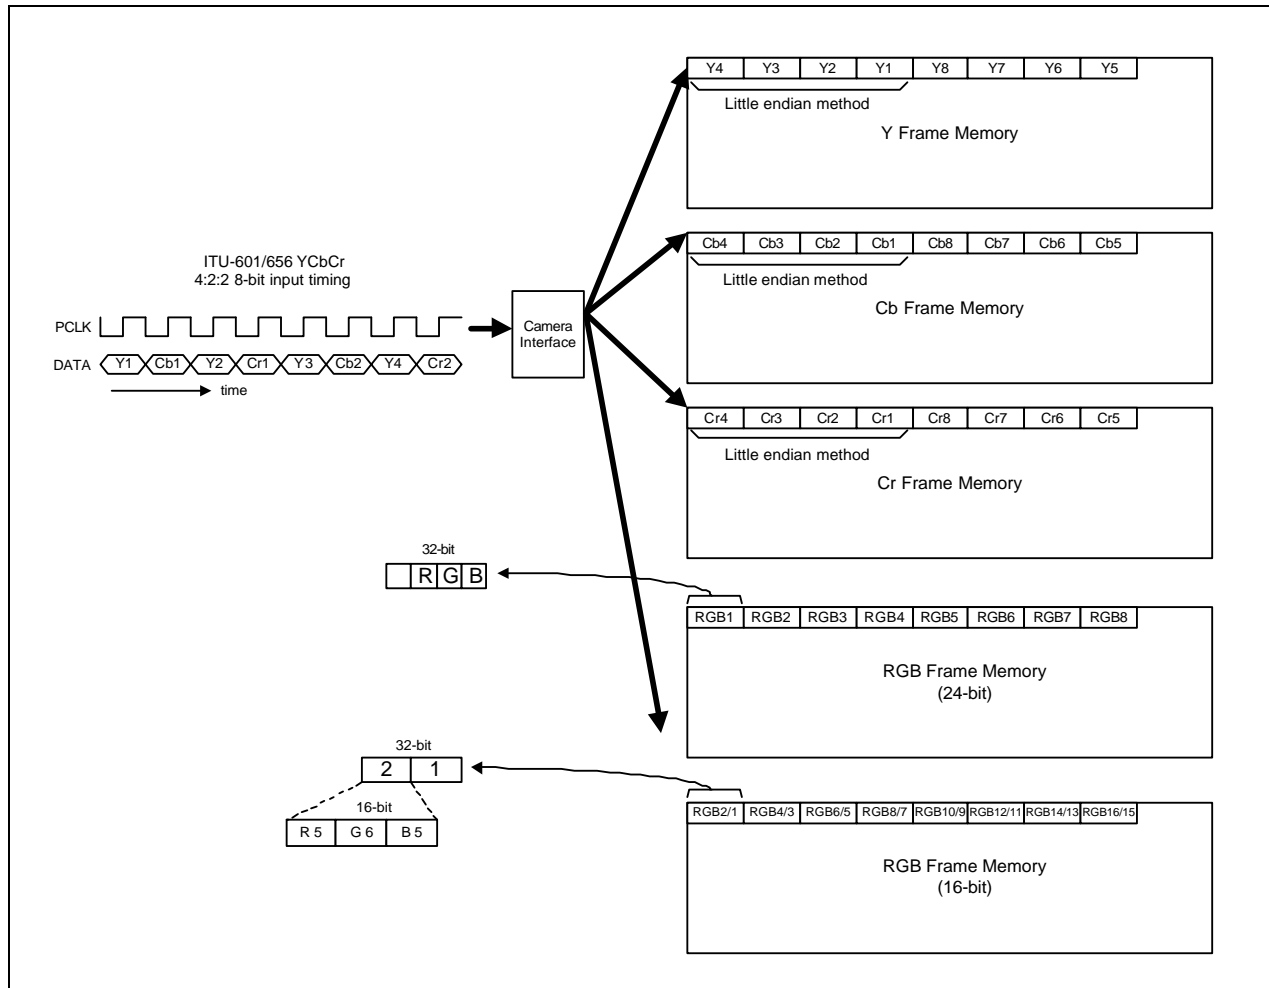 Y4 Y3 Y2 Y1 Y8 Y7 Y6 Y5
Little endian method
Y Frame Memory
Cb4 Cb3 Cb2 Cb1 Cb8 Cb7 Cb6 Cb5
Little endian method
Cb Frame Memory
ITU-601/656 YCbCr
4:2:2 8-bit input timing
PCLK
DATA Y1 Cb1 Y2 Cr1 Y3 Cb2 Y4 Cr2
time
Camera
Interface
Cr4 Cr3 Cr2 Cr1 Cr8 Cr7 Cr6 Cr5
Little endian method
Cr Frame Memory
32-bit
R G B
RGB1 RGB2 RGB3 RGB4 RGB5 RGB6 RGB7 RGB8
RGB Frame Memory
(24-bit)
32-bit
2 1
16-bit
R 5 G 6 B 5
RGB2/1 RGB4/3 RGB6/5 RGB8/7 RGB10/9 RGB12/11 RGB14/13 RGB16/15
RGB Frame Memory
(16-bit)